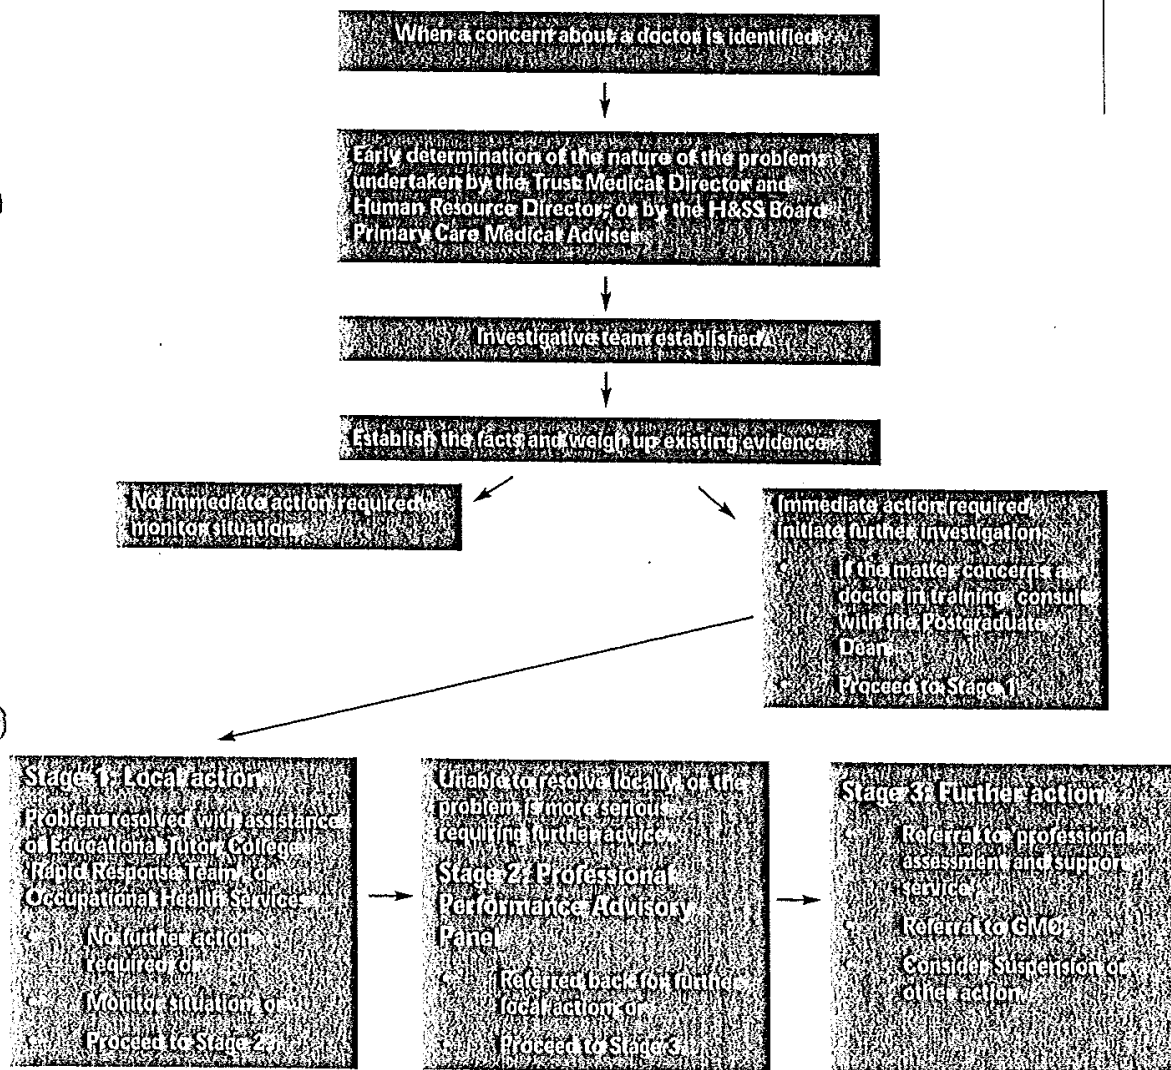 When a concern about a doctor is identified
Early determination of the nature of the problem
undertaken by the Trust Medical Director and
Human Resource Director, or by the H&SS Board
Primary Care Medical Adviser
Investigative team established
Establish the facts and weigh up existing evidence
No immediate action required
monitor situation
Immediate action required
initiate further investigation
• If the matter concerns a
doctor in training, consult
with the Postgraduate
Dean
• Proceed to Stage 1
Stage 1: Local action
Problem resolved with assistance
of Educational Tutor, College
'Rapid Response Team', or
Occupational Health Services
• No further action
required, or
• Monitor situation, or
• Proceed to Stage 2
Unable to resolve locally, or the
problem is more serious
requiring further advice
Stage 2: Professional
Performance Advisory
Panel
• Referred back for further
local action, or
• Proceed to Stage 3
Stage 3: Further action
• Referral to professional
assessment and support
service
• Referral to GMC
• Consider Suspension or
other action